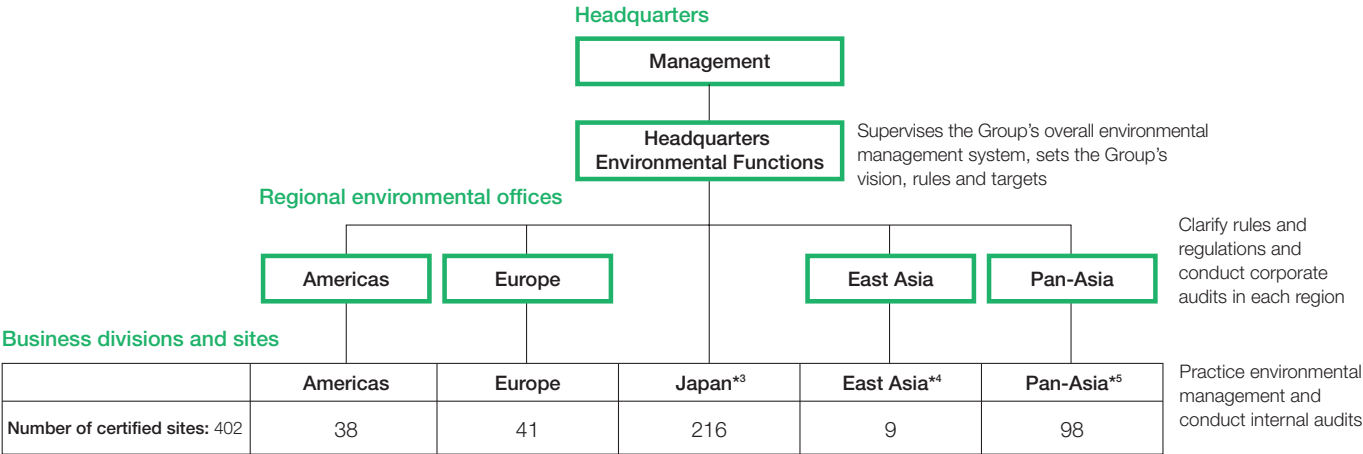 Headquarters
Management
Headquarters
Environmental Functions
Supervises the Group’s overall environmental
management system, sets the Group’s
vision, rules and targets
Regional environmental offices
Americas
Europe
East Asia
Pan-Asia
Clarify rules and
regulations and
conduct corporate
audits in each region
Business divisions and sites
Americas
Europe
Japan*3
East Asia*4
Pan-Asia*5
Number of certified sites: 402
38
41
216
9
98
Practice environmental
management and
conduct internal audits